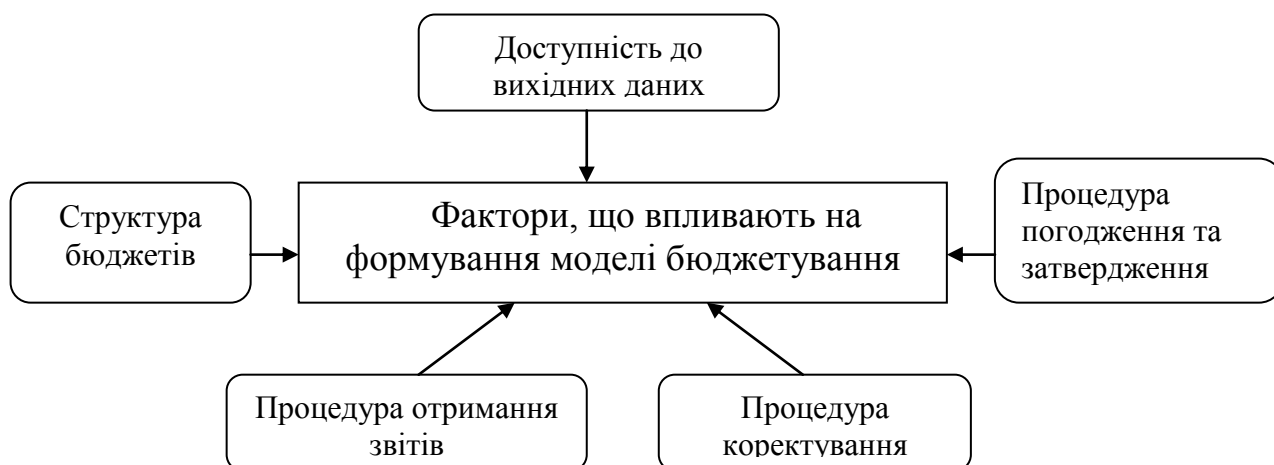 Доступність до
вихідних даних
Структура
бюджетів
Фактори, що впливають на
формування моделі бюджетування
Процедура
погодження та
затвердження
Процедура отримання
звітів
Процедура
коректування